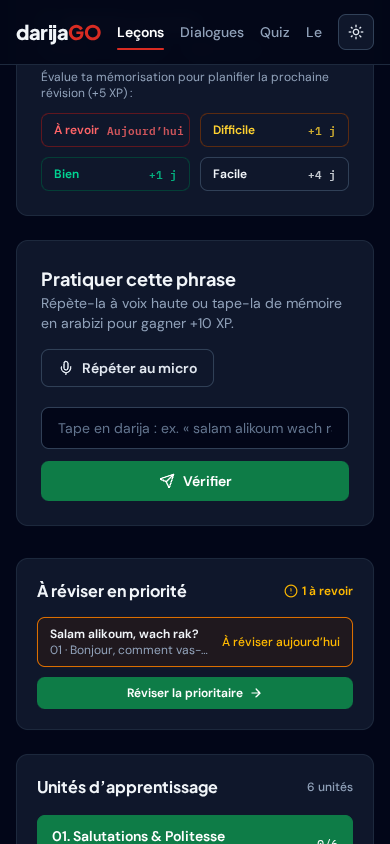 darijaGO Leçons Dialogues Quiz Le
Évalue ta mémorisation pour planifier la prochaine
révision (+5 XP) :
À revoir Aujourd’hui
Difficile +1 j
Bien +1 j
Facile +4 j
Pratiquer cette phrase
Répète-la à voix haute ou tape-la de mémoire
en arabizi pour gagner +10 XP.
Répéter au micro
Tape en darija : ex. « salam alikoum wach r
Vérifier
À réviser en priorité
1 à revoir
Salam alikoum, wach rak?
01 · Bonjour, comment vas-…
À réviser aujourd’hui
Réviser la prioritaire →
Unités d’apprentissage
6 unités
01. Salutations & Politesse
0/6